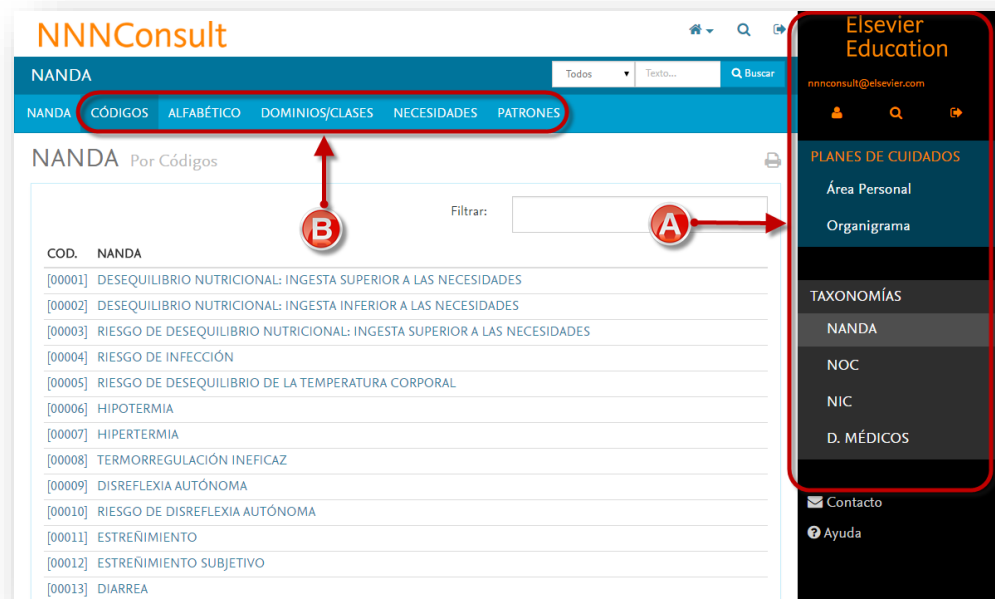 NNNConsult
NANDA
Todos
Texto...
Buscar
NANDA CÓDIGOS ALFABÉTICO DOMINIOS/CLASES NECESIDADES PATRONES
NANDA Por Códigos
Filtrar:
B
A
COD. NANDA
[00001] DESEQUILIBRIO NUTRICIONAL: INGESTA SUPERIOR A LAS NECESIDADES
[00002] DESEQUILIBRIO NUTRICIONAL: INGESTA INFERIOR A LAS NECESIDADES
[00003] RIESGO DE DESEQUILIBRIO NUTRICIONAL: INGESTA SUPERIOR A LAS NECESIDADES
[00004] RIESGO DE INFECCIÓN
[00005] RIESGO DE DESEQUILIBRIO DE LA TEMPERATURA CORPORAL
[00006] HIPOTERMIA
[00007] HIPERTERMIA
[00008] TERMORREGULACIÓN INEFICAZ
[00009] DISREFLEXIA AUTÓNOMA
[00010] RIESGO DE DISREFLEXIA AUTÓNOMA
[00011] ESTREÑIMIENTO
[00012] ESTREÑIMIENTO SUBJETIVO
[00013] DIARREA
Elsevier
Education
nnnconsult@elsevier.com
PLANES DE CUIDADOS
Área Personal
Organigrama
TAXONOMÍAS
NANDA
NOC
NIC
D. MÉDICOS
Contacto
Ayuda